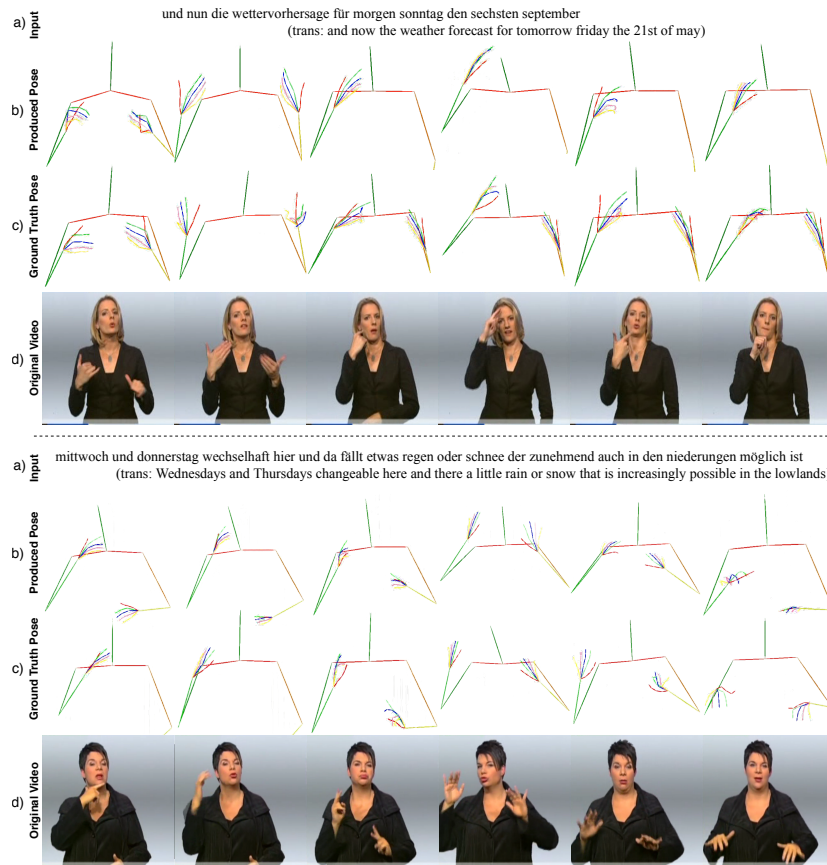 a) Input und nun die wettervorhersage für morgen sonntag den sechsten september
(trans: and now the weather forecast for tomorrow friday the 21st of may)
b) Produced Pose
c) Ground Truth Pose
d) Original Video
a) Input mittwoch und donnerstag wechselhaft hier und da fällt etwas regen oder schnee der zunehmend auch in den niederungen möglich ist
(trans: Wednesdays and Thursdays changeable here and there a little rain or snow that is increasingly possible in the lowlands
b) Produced Pose
c) Ground Truth Pose
d) Original Video